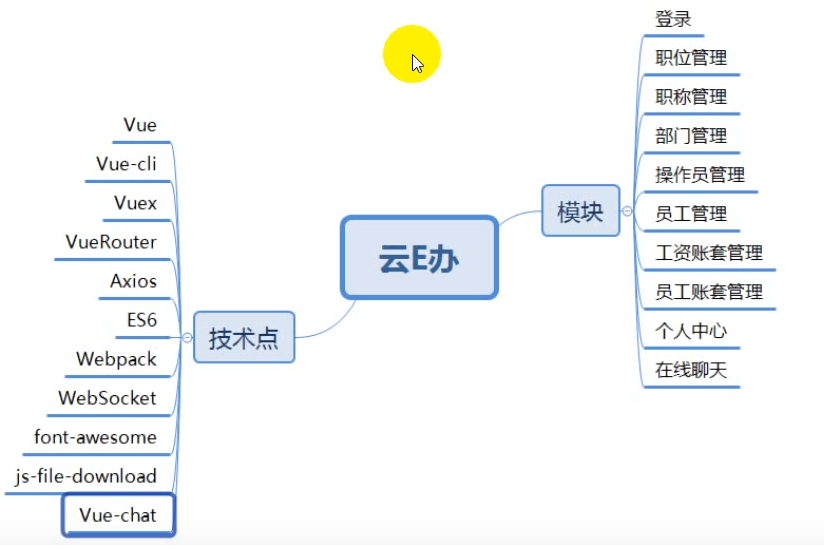 云E办
技术点
Vue
Vue-cli
Vuex
VueRouter
Axios
ES6
Webpack
WebSocket
font-awesome
js-file-download
Vue-chat
模块
登录
职位管理
职称管理
部门管理
操作员管理
员工管理
工资账套管理
员工账套管理
个人中心
在线聊天